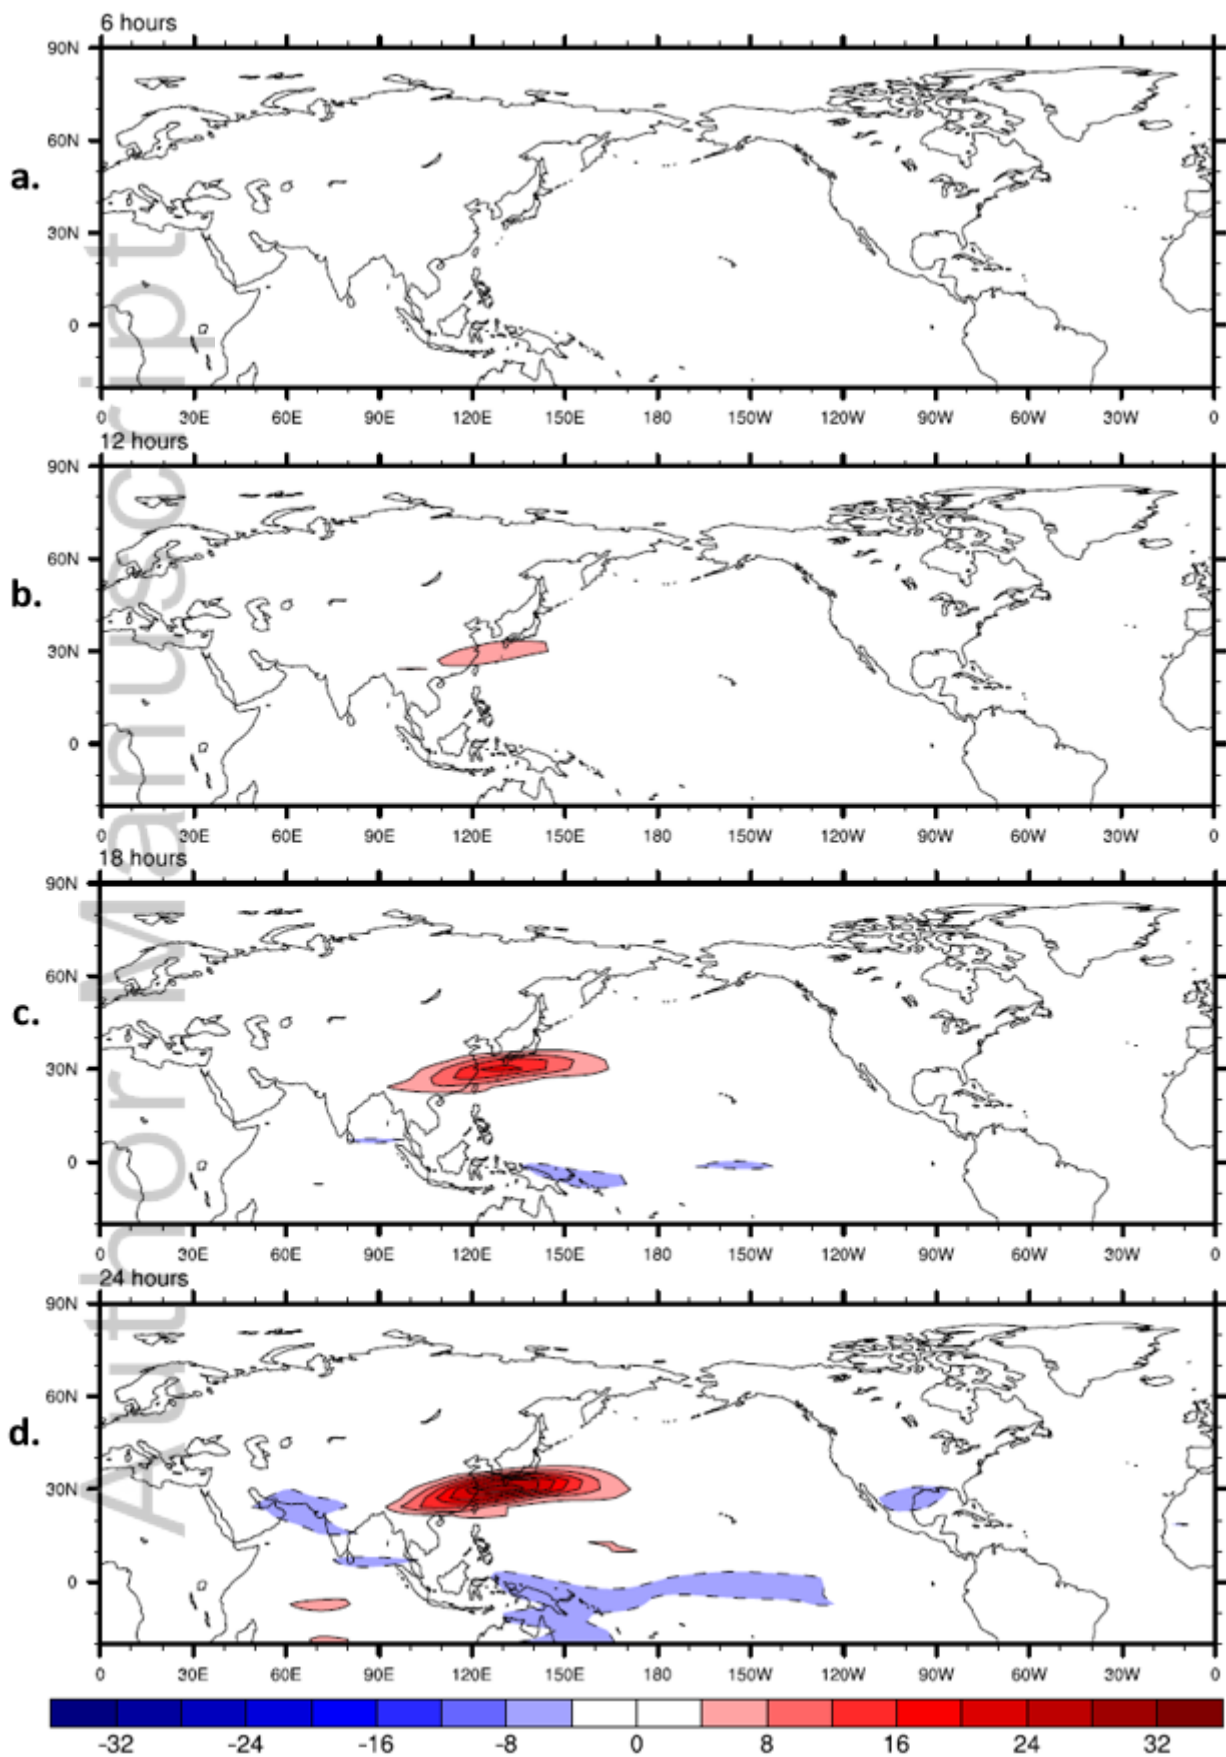 6 hours
90N
60N
30N
0
a.
0 30E 60E 90E 120E 150E 180 150W 120W 90W 60W 30W 0
12 hours
90N
60N
30N
0
b.
0 30E 60E 90E 120E 150E 180 150W 120W 90W 60W 30W 0
18 hours
90N
60N
30N
0
c.
0 30E 60E 90E 120E 150E 180 150W 120W 90W 60W 30W 0
24 hours
90N
60N
30N
0
d.
0 30E 60E 90E 120E 150E 180 150W 120W 90W 60W 30W 0
-32 -24 -16 -8 0 8 16 24 32
Author Manuscript